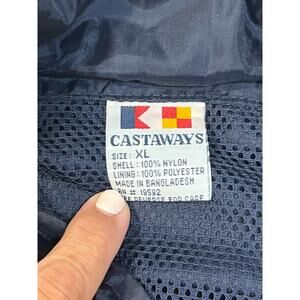 CASTAWAYS
SIZE: XL
SHELL: 100% NYLON
LINING: 100% POLYESTER
MADE IN BANGLADESH
RN # 19592
SEE REVERSE FOR CARE